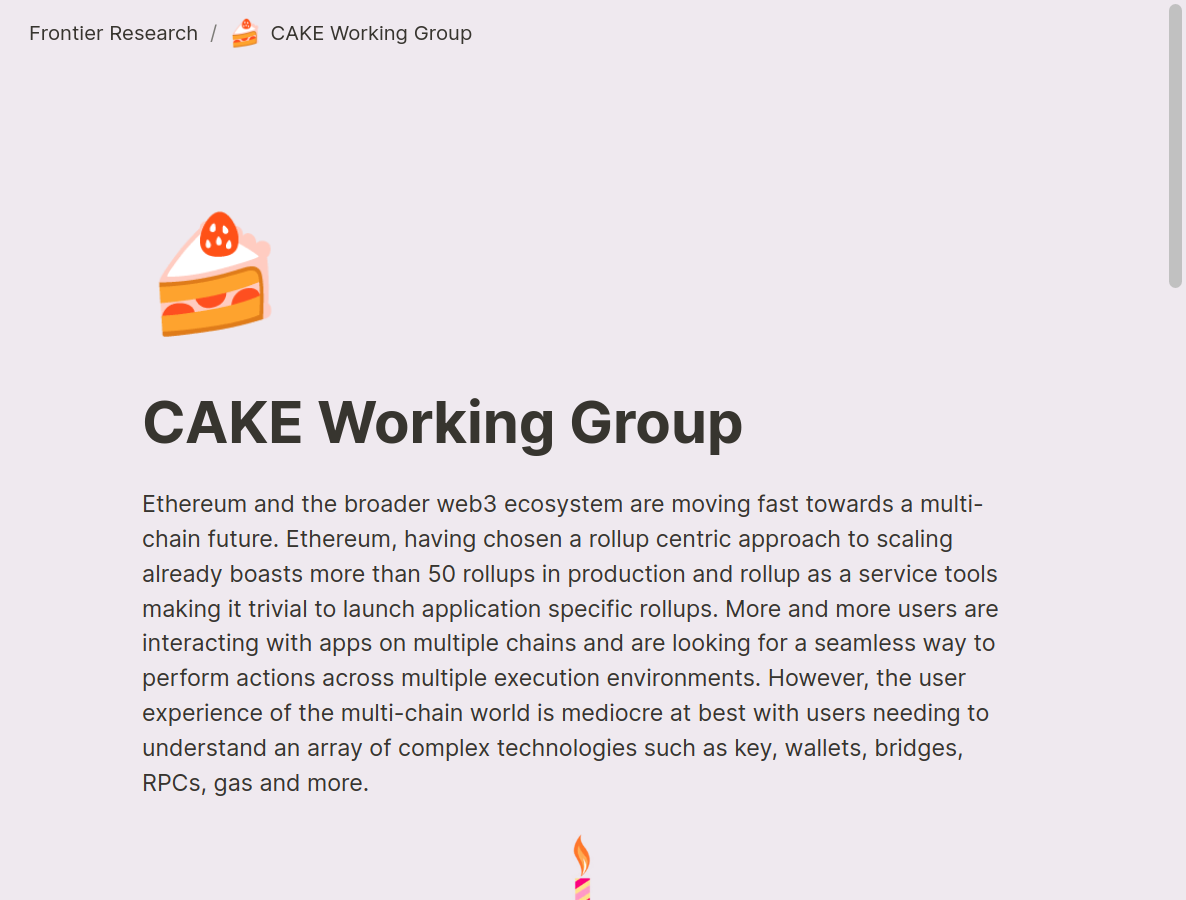 Frontier Research / CAKE Working Group
CAKE Working Group
Ethereum and the broader web3 ecosystem are moving fast towards a multi-
chain future. Ethereum, having chosen a rollup centric approach to scaling
already boasts more than 50 rollups in production and rollup as a service tools
making it trivial to launch application specific rollups. More and more users are
interacting with apps on multiple chains and are looking for a seamless way to
perform actions across multiple execution environments. However, the user
experience of the multi-chain world is mediocre at best with users needing to
understand an array of complex technologies such as key, wallets, bridges,
RPCs, gas and more.